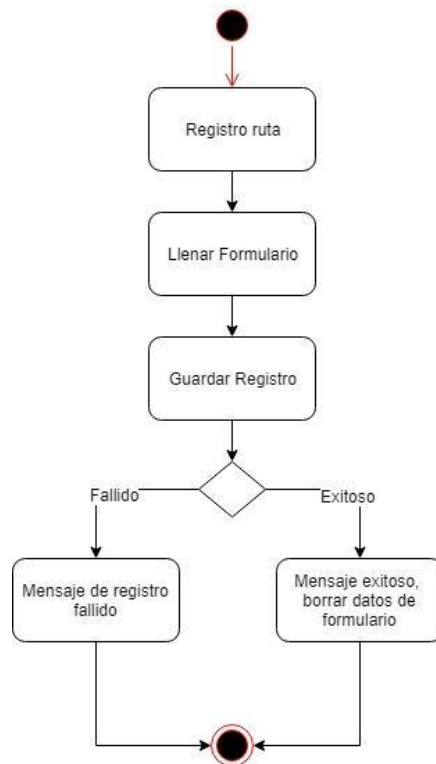 Registro ruta
Llenar Formulario
Guardar Registro
Fallido
Exitoso
Mensaje de registro
fallido
Mensaje exitoso,
borrar datos de
formulario